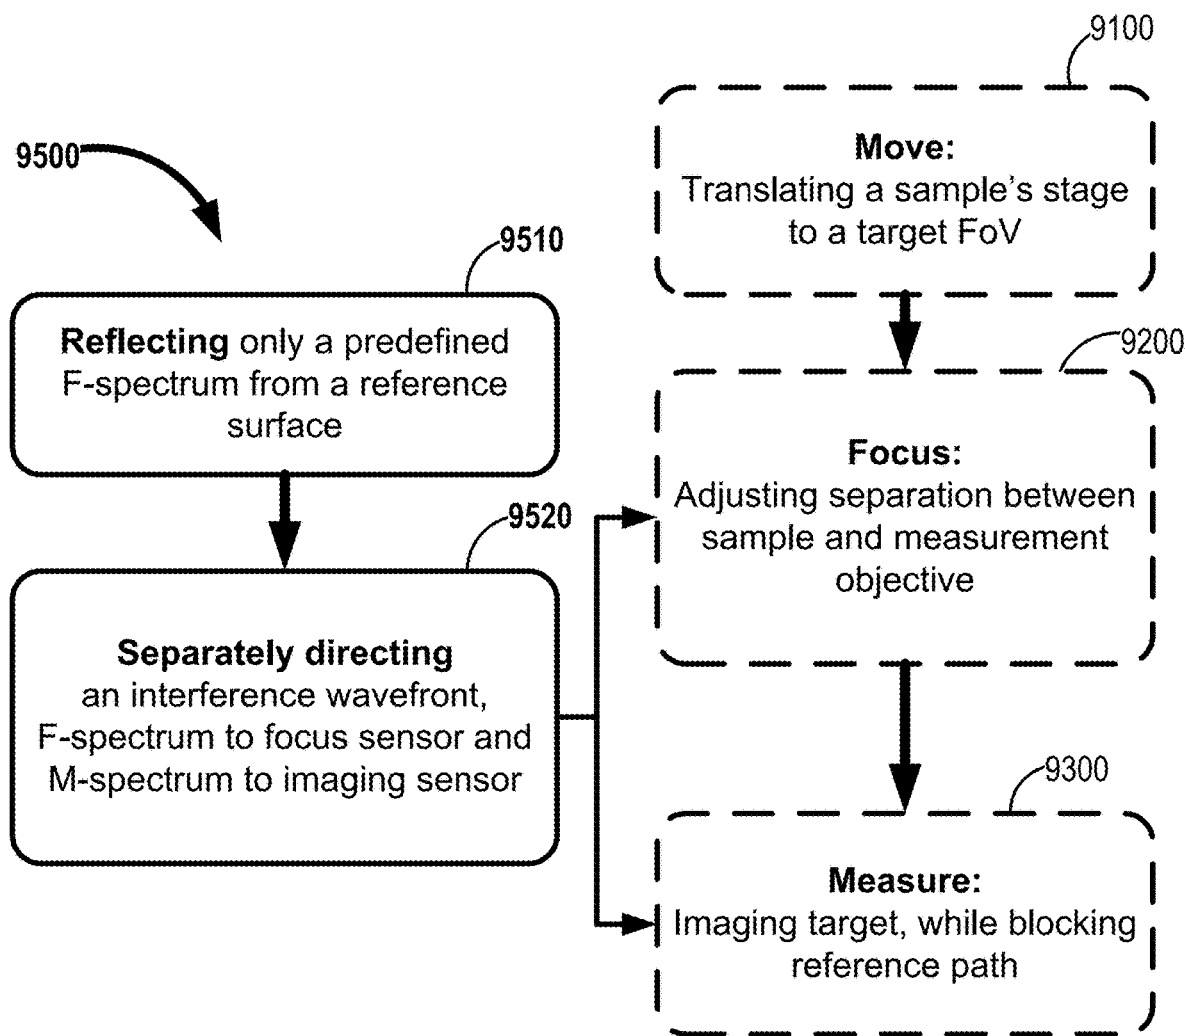 9500
9510
Reflecting only a predefined
F-spectrum from a reference
surface
9520
Separately directing
an interference wavefront,
F-spectrum to focus sensor and
M-spectrum to imaging sensor
9100
Move:
Translating a sample’s stage
to a target FoV
9200
Focus:
Adjusting separation between
sample and measurement
objective
9300
Measure:
Imaging target, while blocking
reference path